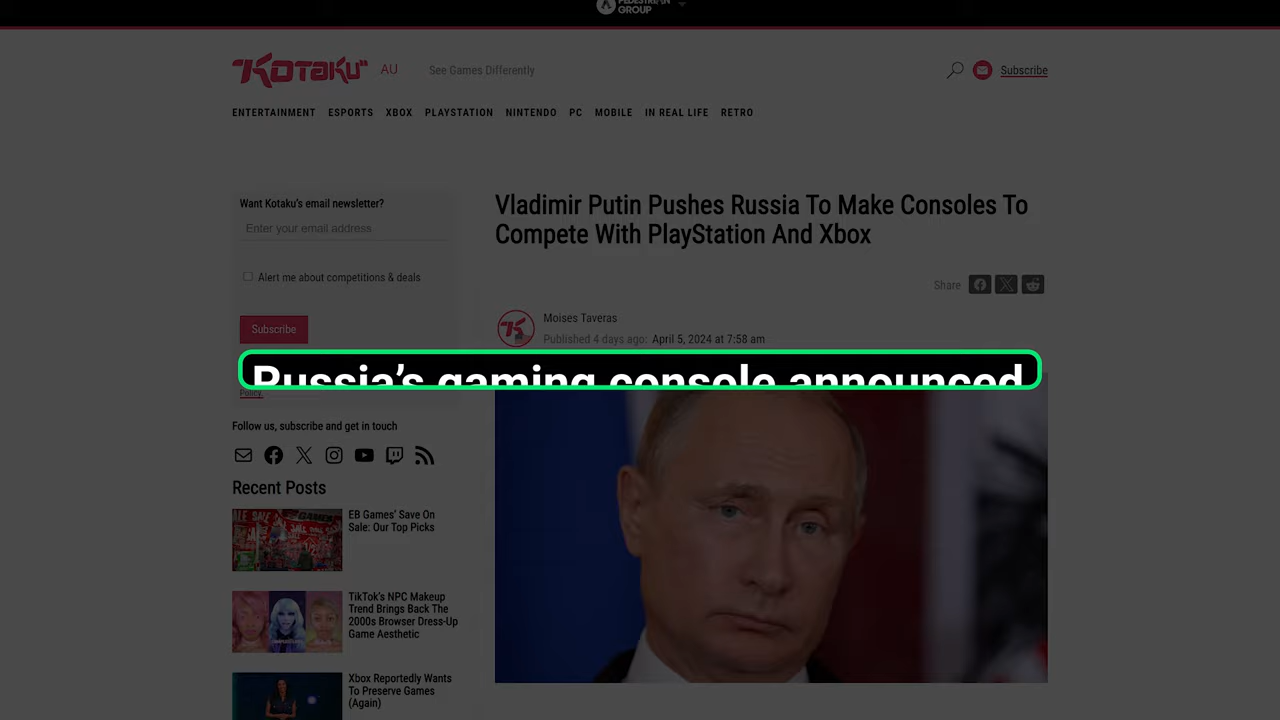 PEDESTRIAN
GROUP
KOTAKU AU
See Games Differently
Subscribe
ENTERTAINMENT ESPORTS XBOX PLAYSTATION NINTENDO PC MOBILE IN REAL LIFE RETRO
Want Kotaku's email newsletter?
Enter your email address
Alert me about competitions & deals
Subscribe
Policy.
Vladimir Putin Pushes Russia To Make Consoles To
Compete With PlayStation And Xbox
Share
Moises Taveras
Published 4 days ago: April 5, 2024 at 7:58 am
Russia's gaming console announced
Follow us, subscribe and get in touch
Recent Posts
EB Games' Save On
Sale: Our Top Picks
TikTok's NPC Makeup
Trend Brings Back The
2000s Browser Dress-Up
Game Aesthetic
Xbox Reportedly Wants
To Preserve Games
(Again)